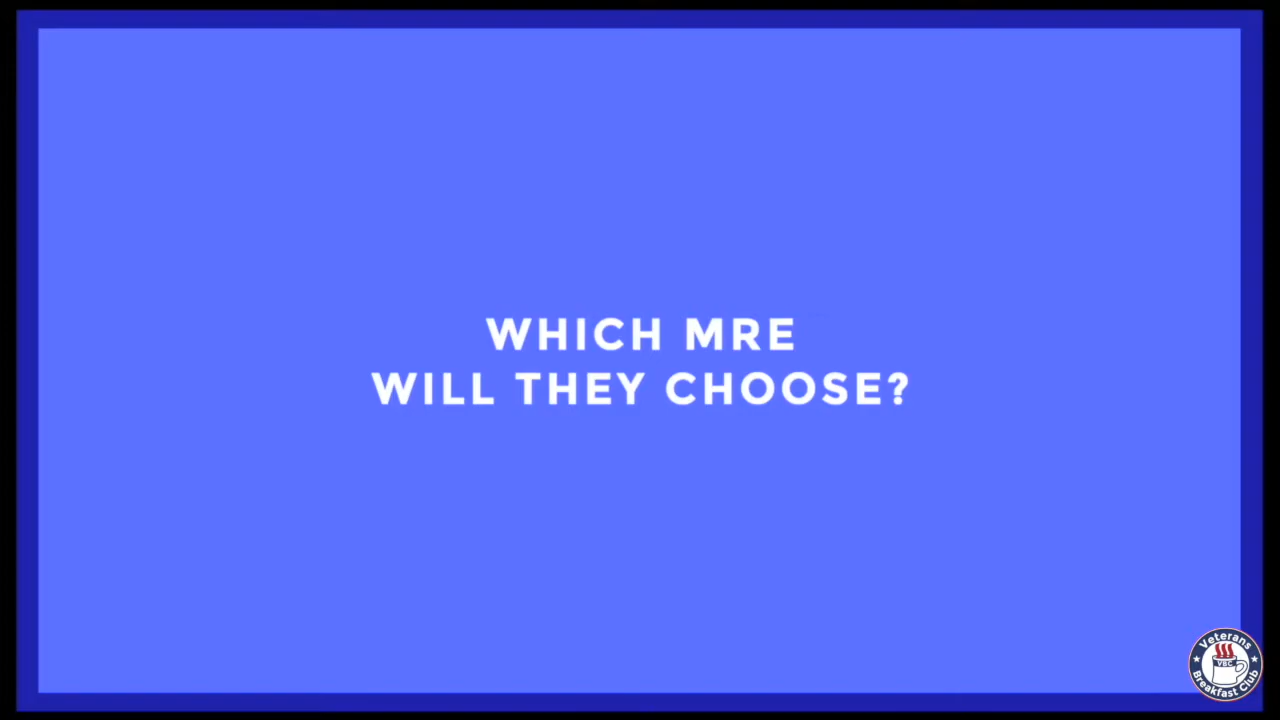 WHICH MRE
WILL THEY CHOOSE?
Veterans
VBC
Breakfast Club